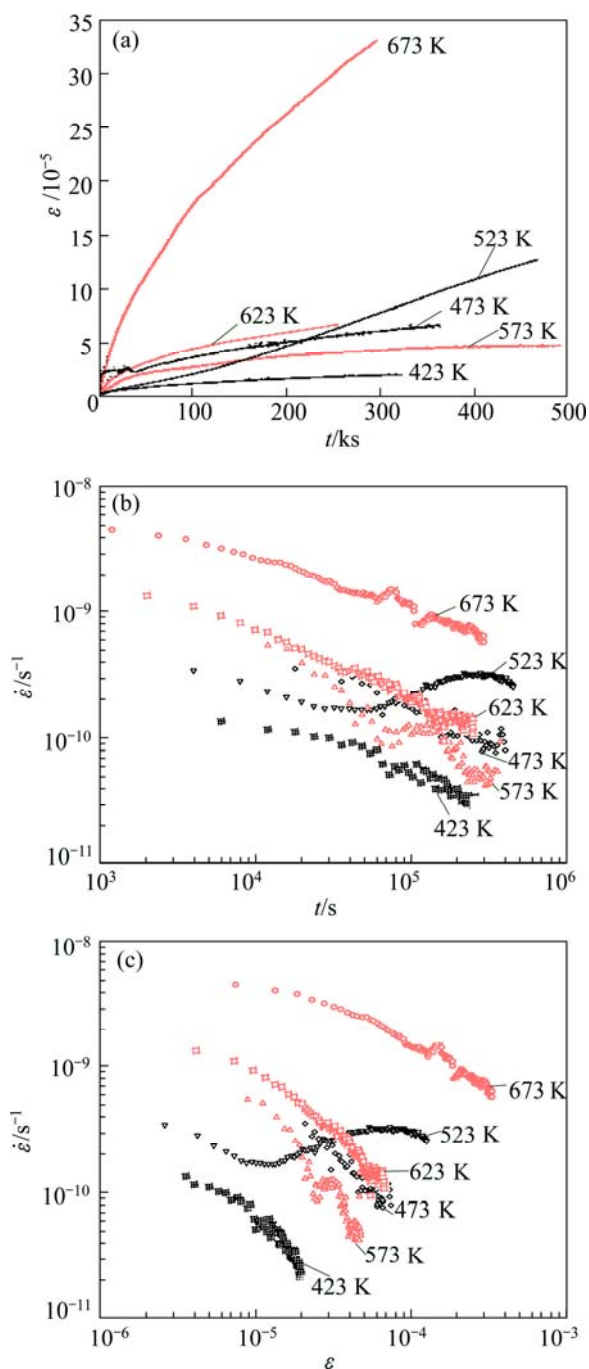 (a)
35
30
25
20
15
10
5
0
ε /10⁻⁵
673 K
523 K
623 K
473 K
573 K
423 K
100
200
300
400
500
t/ks
(b)
10⁻⁸
10⁻⁹
10⁻¹⁰
10⁻¹¹
ε̇/s⁻¹
673 K
523 K
623 K
473 K
573 K
423 K
10³
10⁴
10⁵
10⁶
t/s
(c)
10⁻⁸
10⁻⁹
10⁻¹⁰
10⁻¹¹
ε̇/s⁻¹
673 K
523 K
623 K
473 K
573 K
423 K
10⁻⁶
10⁻⁵
10⁻⁴
10⁻³
ε